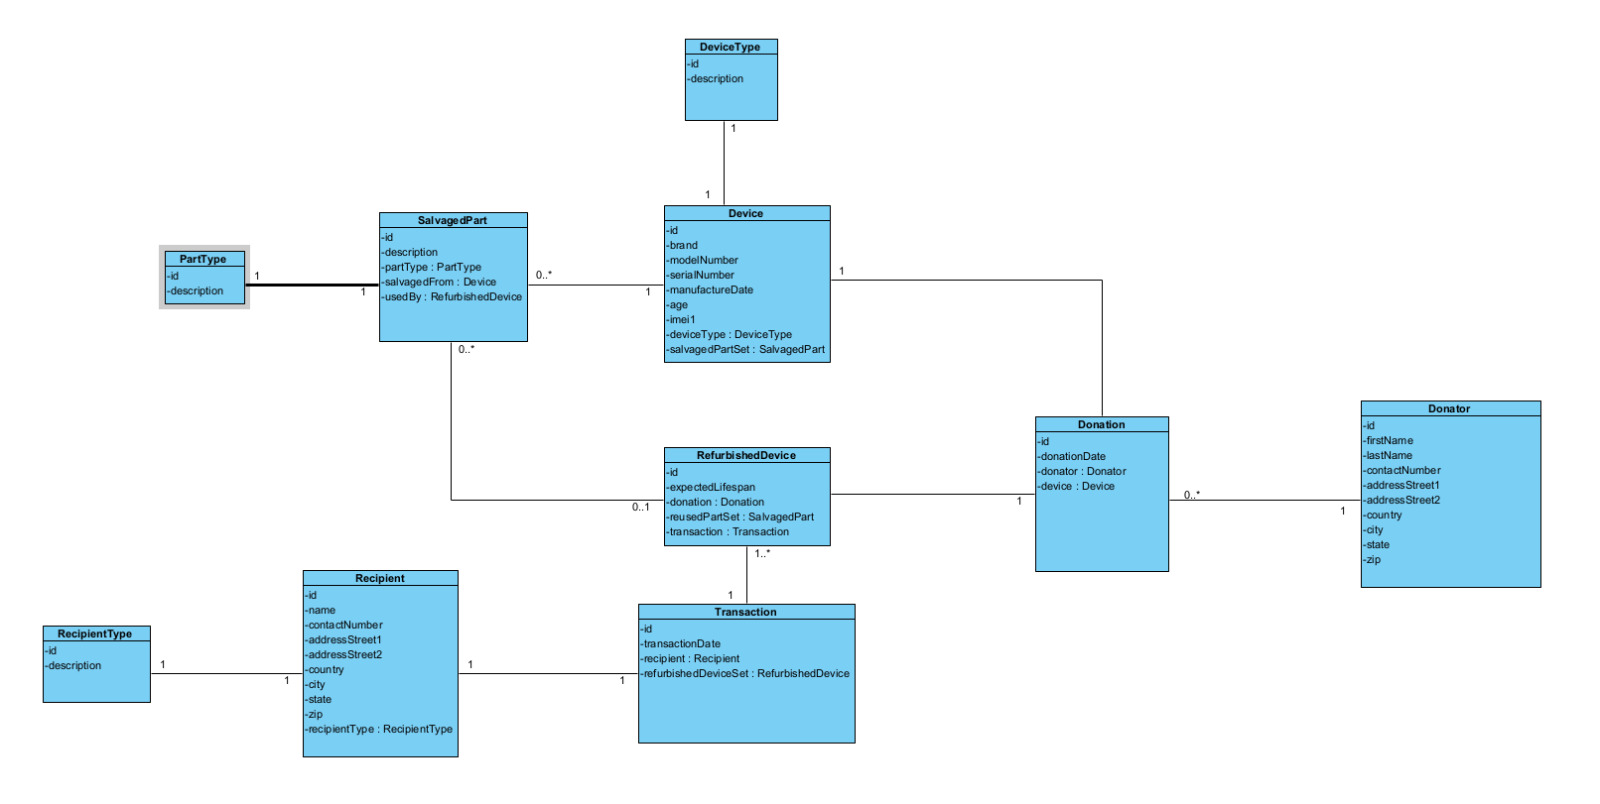 DeviceType
-id
-description
1
1
Device
-id
-brand
-modelNumber
-serialNumber
-manufactureDate
-age
-imei1
-deviceType : DeviceType
-salvagedPartSet : SalvagedPart
SalvagedPart
-id
-description
-partType : PartType
-salvagedFrom : Device
-usedBy : RefurbishedDevice
PartType
-id
-description
1
1
0..*
1
1
0..*
0..1
RefurbishedDevice
-id
-expectedLifespan
-donation : Donation
-reusedPartSet : SalvagedPart
-transaction : Transaction
1
Donation
-id
-donationDate
-donator : Donator
-device : Device
0..*
1
Donator
-id
-firstName
-lastName
-contactNumber
-addressStreet1
-addressStreet2
-country
-city
-state
-zip
1..*
1
Transaction
-id
-transactionDate
-recipient : Recipient
-refurbishedDeviceSet : RefurbishedDevice
Recipient
-id
-name
-contactNumber
-addressStreet1
-addressStreet2
-country
-city
-state
-zip
-recipientType : RecipientType
1
1
RecipientType
-id
-description
1
1